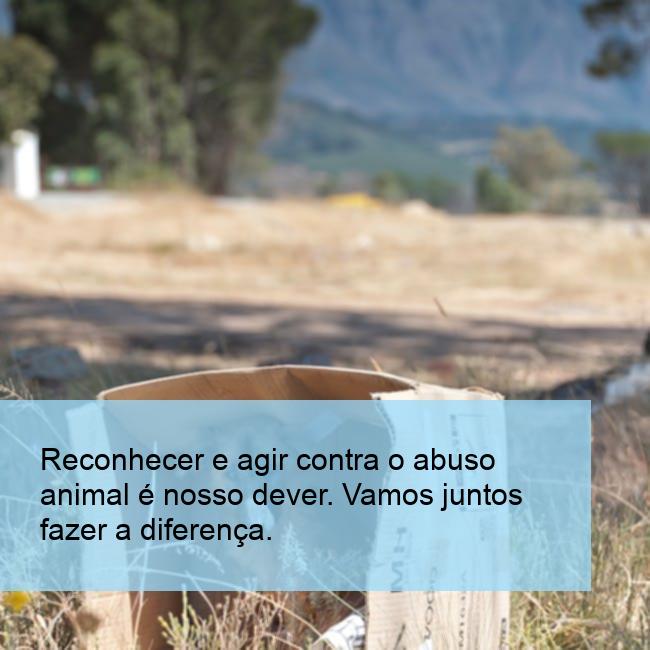 Reconhecer e agir contra o abuso
animal é nosso dever. Vamos juntos
fazer a diferença.